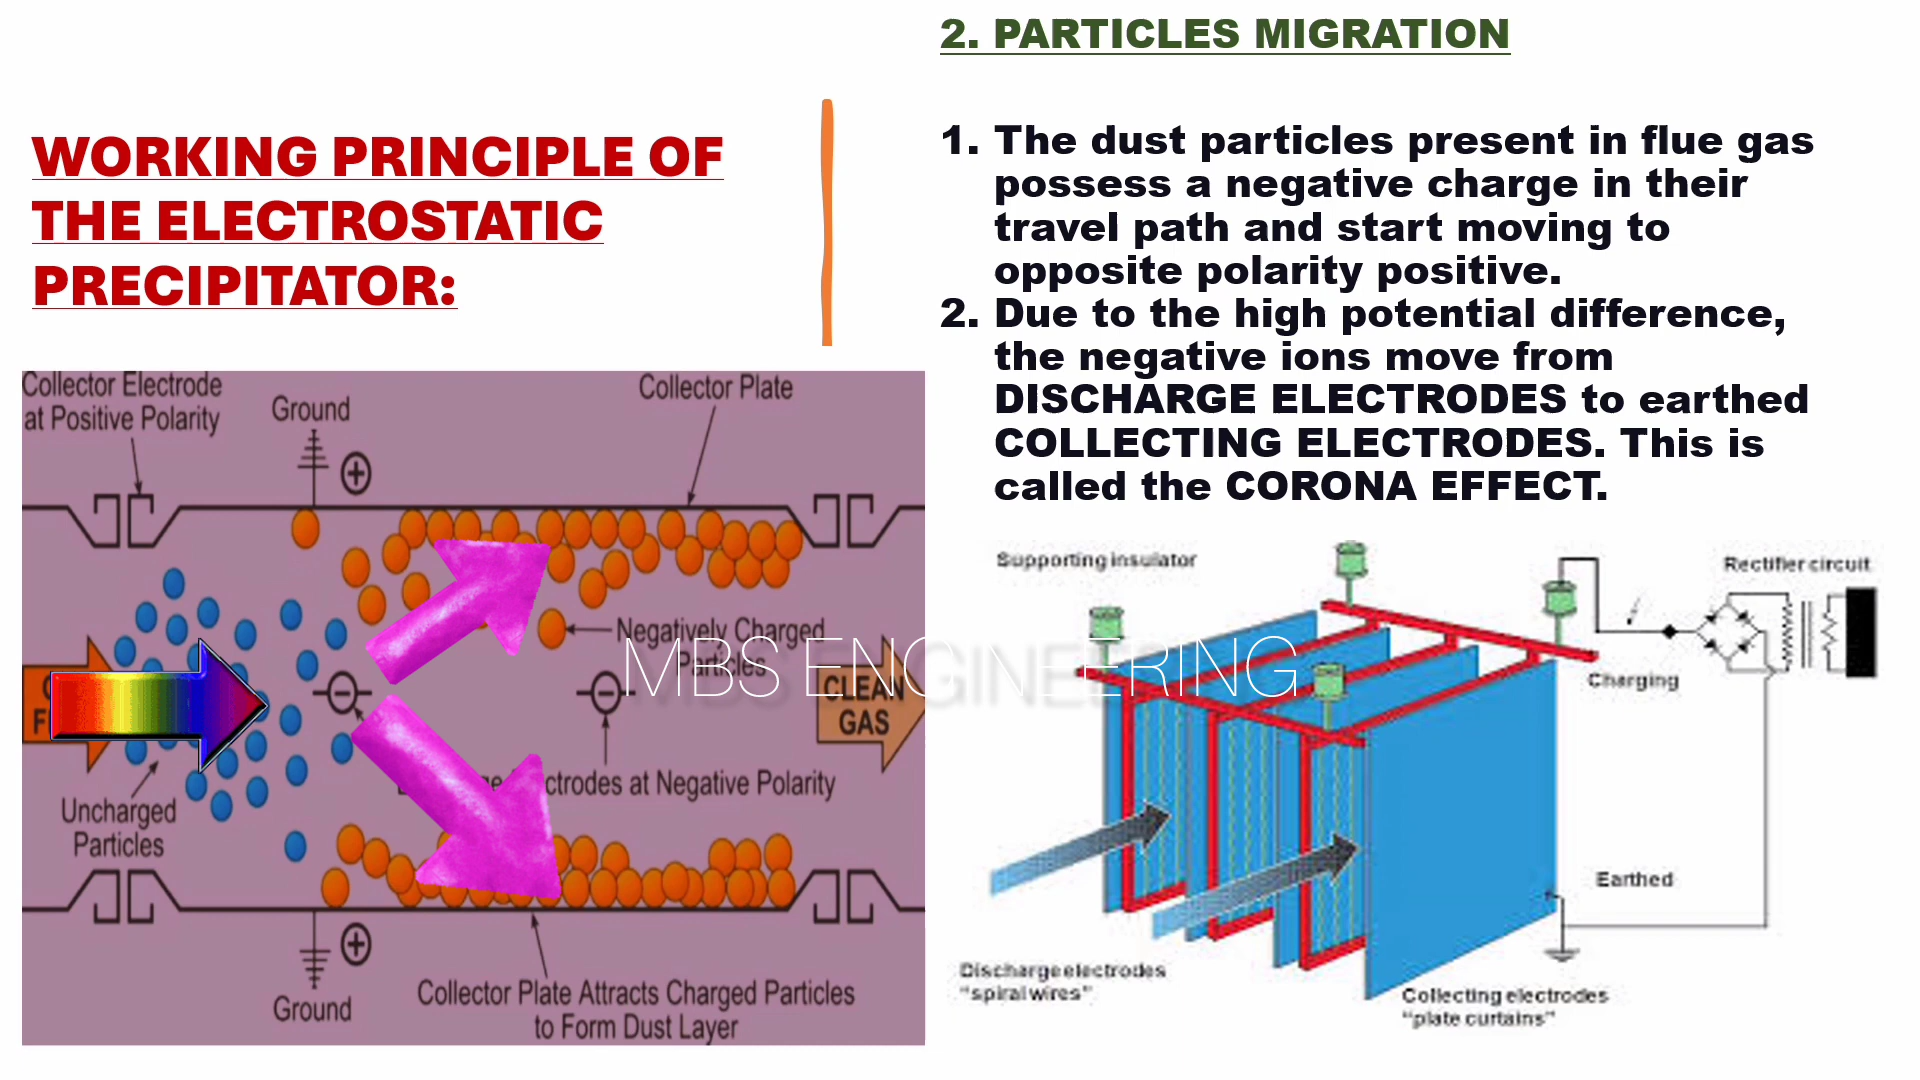 2. PARTICLES MIGRATION
WORKING PRINCIPLE OF
THE ELECTROSTATIC
PRECIPITATOR:
1. The dust particles present in flue gas
possess a negative charge in their
travel path and start moving to
opposite polarity positive.
2. Due to the high potential difference,
the negative ions move from
DISCHARGE ELECTRODES to earthed
COLLECTING ELECTRODES. This is
called the CORONA EFFECT.
Collector Electrode
at Positive Polarity
Ground
Collector Plate
Negatively Charged
Particles
MBS ENGINEERING
CLEAN
GAS
at Negative Polarity
Uncharged
Particles
Ground
Collector Plate Attracts Charged Particles
to Form Dust Layer
Supporting insulator
Rectifier circuit
Charging
Earthed
Discharge electrodes
"spiral wires"
Collecting electrodes
"plate curtains"